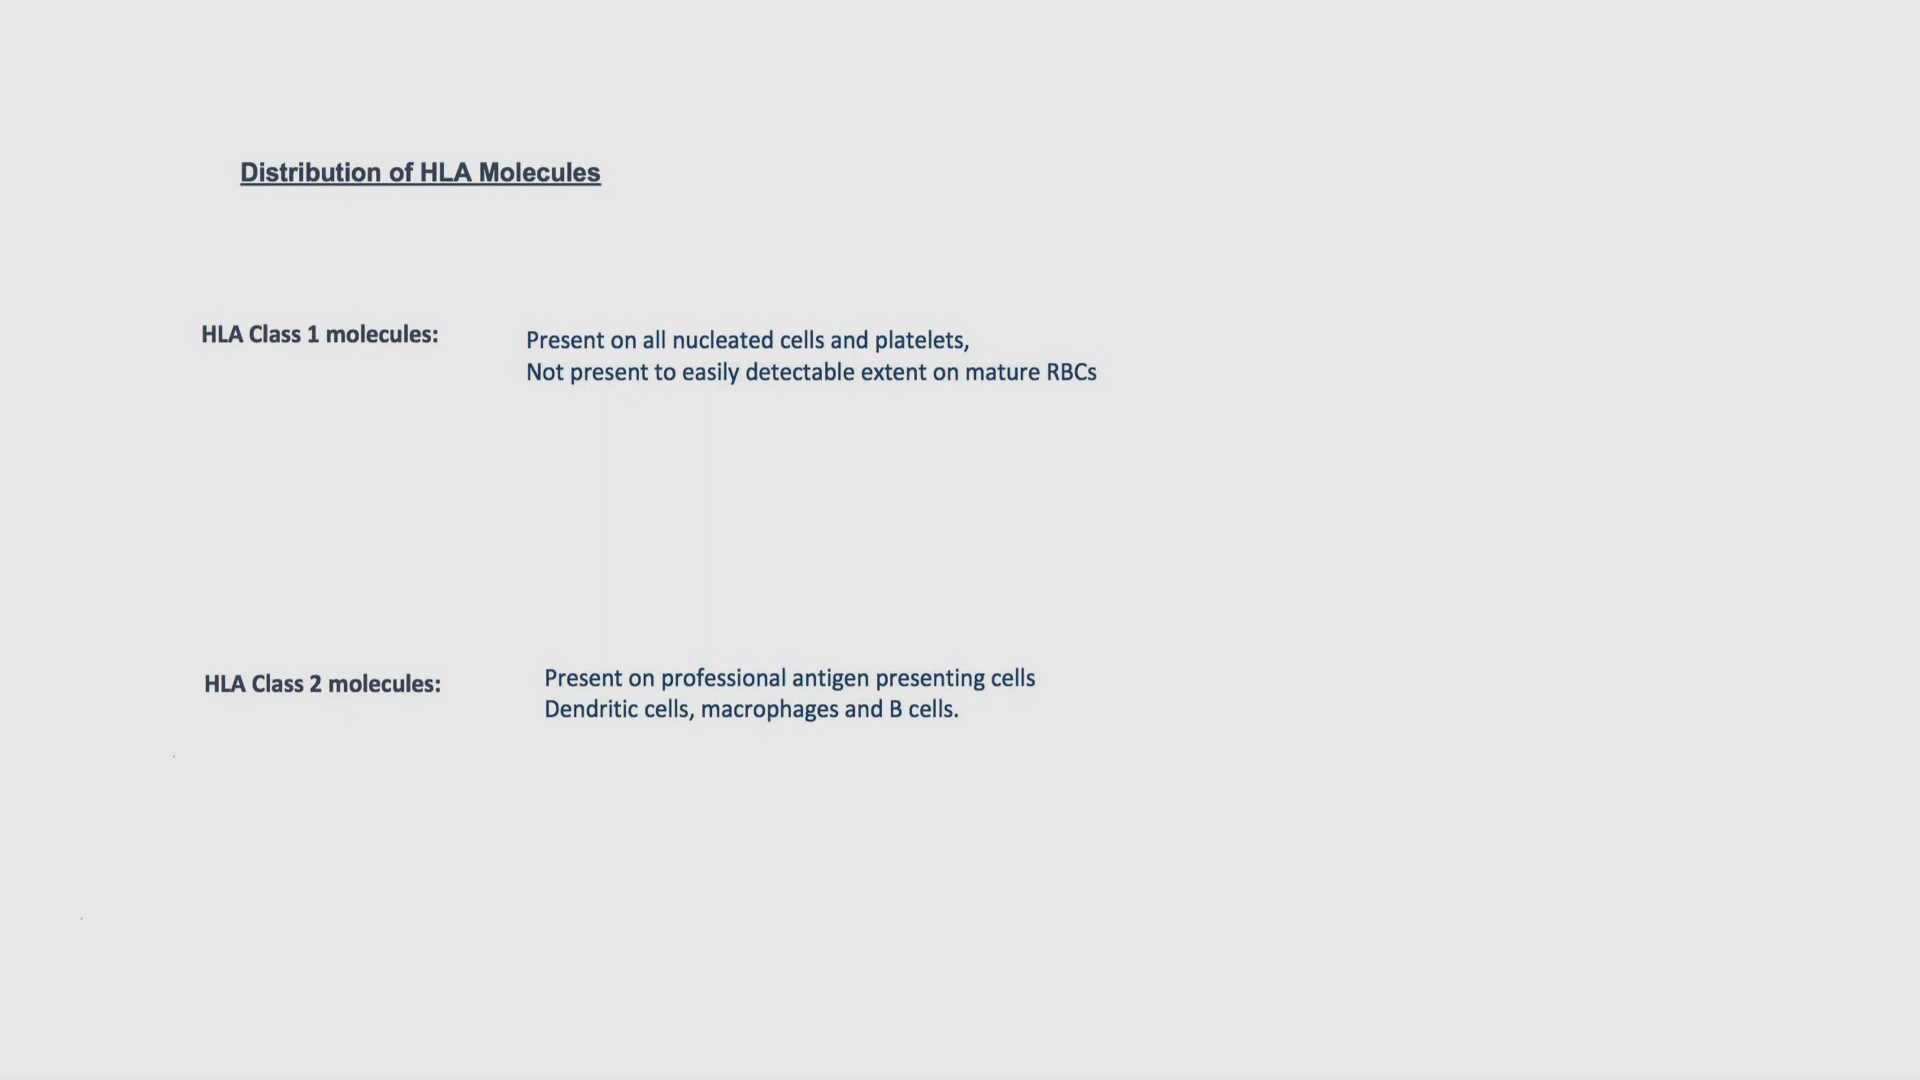 Distribution of HLA Molecules
HLA Class 1 molecules:
Present on all nucleated cells and platelets,
Not present to easily detectable extent on mature RBCs
HLA Class 2 molecules:
Present on professional antigen presenting cells
Dendritic cells, macrophages and B cells.